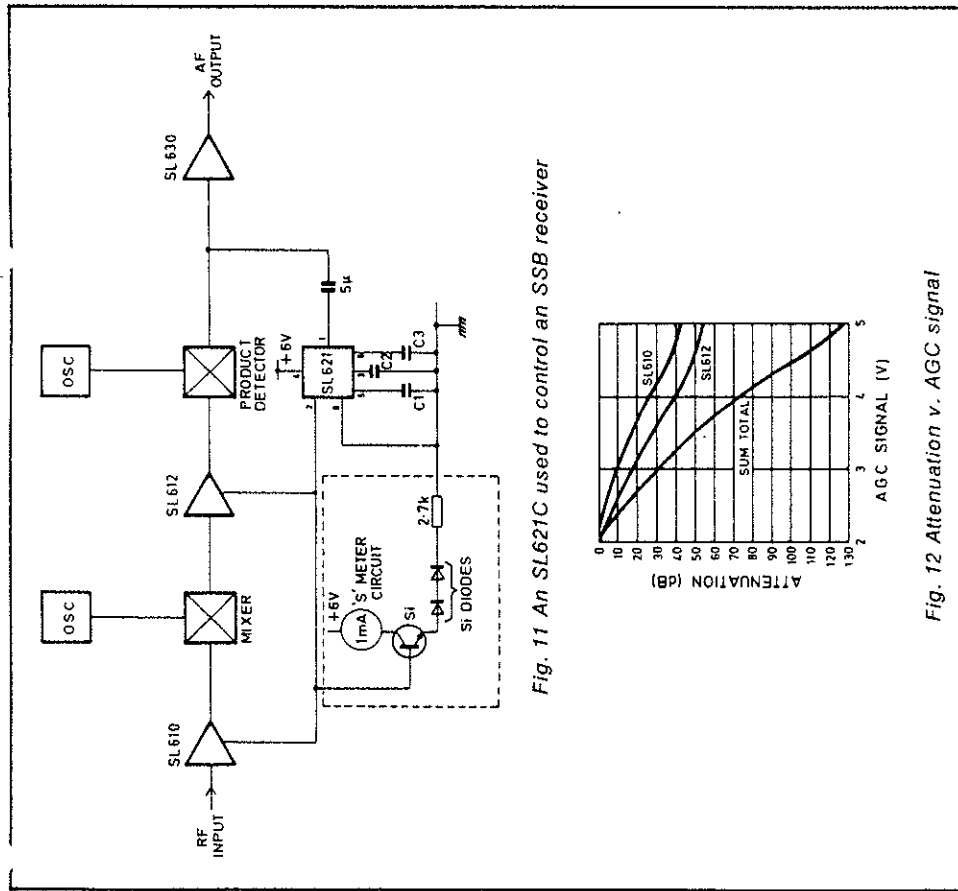 OSC
OSC
SL610
SL612
SL630
RF
INPUT
MIXER
PRODUCT
DETECTOR
AF
OUTPUT
+6V
5µ
SL621
1
2
4
C1
C2
C3
+6V
'S' METER
CIRCUIT
1mA
Si
Si DIODES
2·7k
Fig. 11 An SL621C used to control an SSB receiver
ATTENUATION (dB)
0
10
20
30
40
50
60
70
80
90
100
110
120
130
SL610
SL612
SUM TOTAL
2
3
4
5
AGC SIGNAL (V)
Fig. 12 Attenuation v. AGC signal